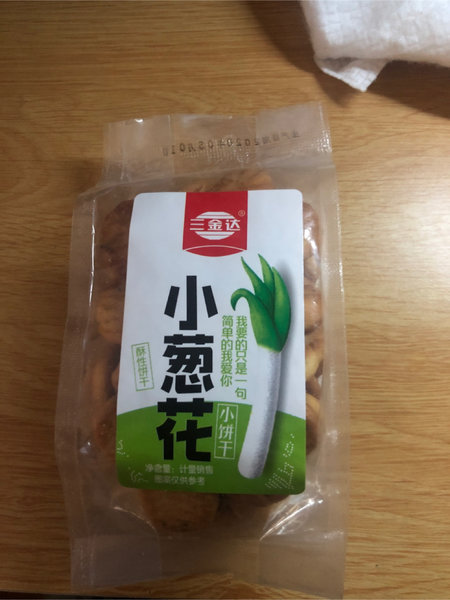 三金达®
小葱花
我要的只是一句
简单的我爱你
小饼干
酥性饼干
净含量：计量销售
图案仅供参考